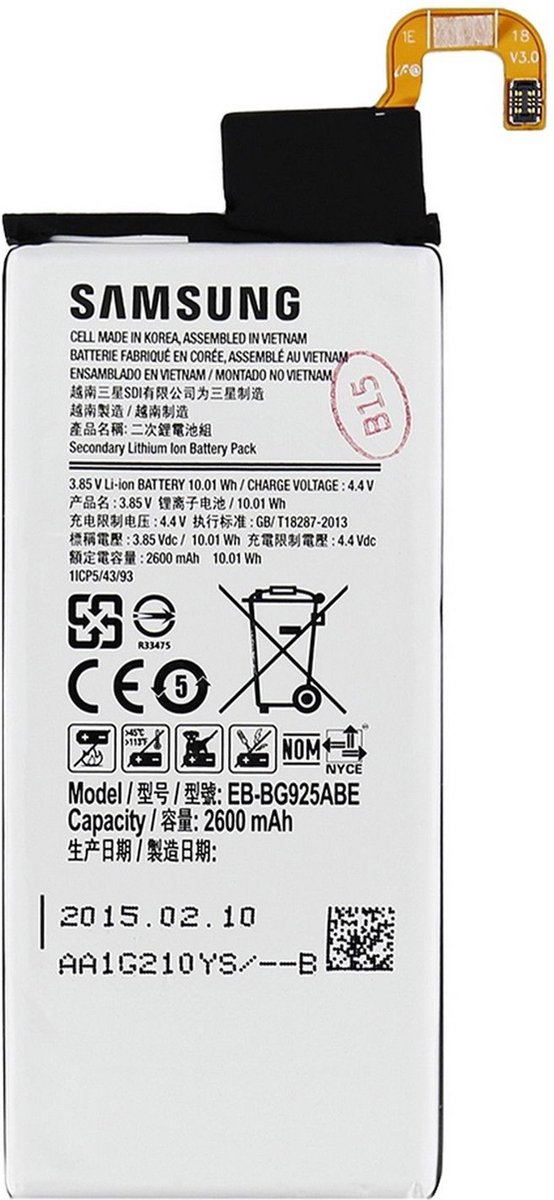 1E 18
V3.0
SAMSUNG
CELL MADE IN KOREA, ASSEMBLED IN VIETNAM
BATTERIE FABRIQUÉ EN CORÉE, ASSEMBLÉ AU VIETNAM
ENSAMBLADO EN VIETNAM / MONTADO NO VIETNAM
越南三星SDI有限公司为三星制造
越南製造 / 越南制造
產品名稱: 二次鋰電池組
Secondary Lithium Ion Battery Pack
B15
3.85 V Li-ion BATTERY 10.01 Wh / CHARGE VOLTAGE : 4.4 V
产品名 : 3.85 V 锂离子电池 / 10.01 Wh
充电限制电压 : 4.4 V 执行标准 : GB/ T18287-2013
標稱電壓 : 3.85 Vdc / 10.01 Wh 充電限制電壓 : 4.4 Vdc
額定電容量 : 2600 mAh 10.01 Wh
1ICP5/43/93
R33475
CE 5
>45℃
>113℉
NOM
NYCE
Model / 型号 / 型號: EB-BG925ABE
Capacity / 容量: 2600 mAh
生产日期 / 製造日期:
2015.02.10
AA1G210YS/--B